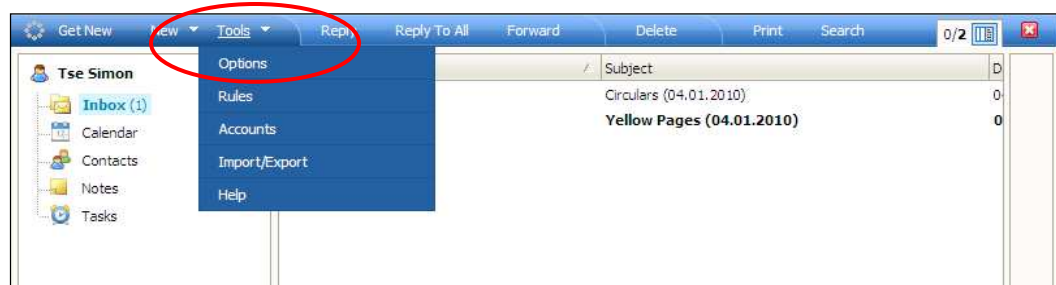 Get New New Tools Reply Reply To All Forward Delete Print Search 0/2
Tse Simon
Inbox (1)
Calendar
Contacts
Notes
Tasks
Options
Rules
Accounts
Import/Export
Help
Subject D
Circulars (04.01.2010) 0
Yellow Pages (04.01.2010) 0